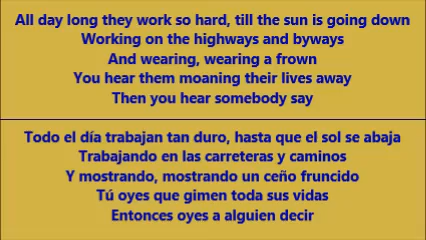 All day long they work so hard, till the sun is going down
Working on the highways and byways
And wearing, wearing a frown
You hear them moaning their lives away
Then you hear somebody say
Todo el día trabajan tan duro, hasta que el sol se abaja
Trabajando en las carreteras y caminos
Y mostrando, mostrando un ceño fruncido
Tú oyes que gimen toda sus vidas
Entonces oyes a alguien decir